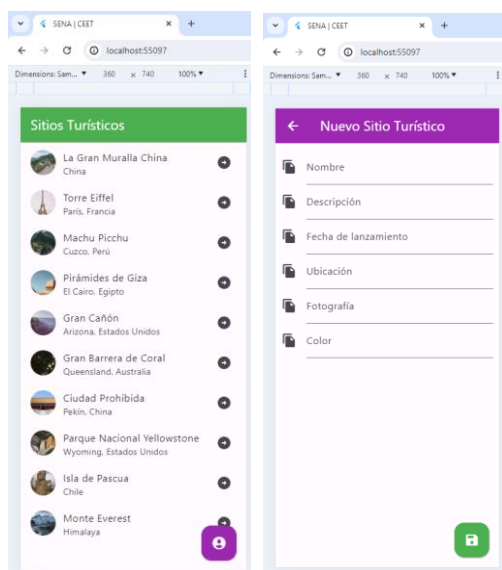 SENA | CEET
localhost:55097
Dimensions: Sam... 360 x 740 100%
Sitios Turísticos
La Gran Muralla China
China
Torre Eiffel
París, Francia
Machu Picchu
Cuzco, Perú
Pirámides de Giza
El Cairo, Egipto
Gran Cañón
Arizona, Estados Unidos
Gran Barrera de Coral
Queensland, Australia
Ciudad Prohibida
Pekín, China
Parque Nacional Yellowstone
Wyoming, Estados Unidos
Isla de Pascua
Chile
Monte Everest
Himalaya
SENA | CEET
localhost:55097
Dimensions: Sam... 360 x 740 100%
Nuevo Sitio Turístico
Nombre
Descripción
Fecha de lanzamiento
Ubicación
Fotografía
Color